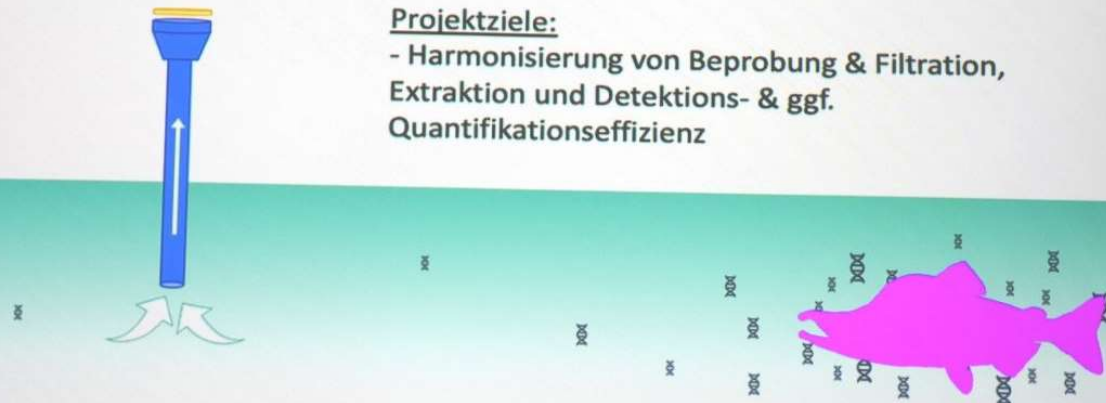 Projektziele:
- Harmonisierung von Beprobung & Filtration,
Extraktion und Detektions- & ggf.
Quantifikationseffizienz